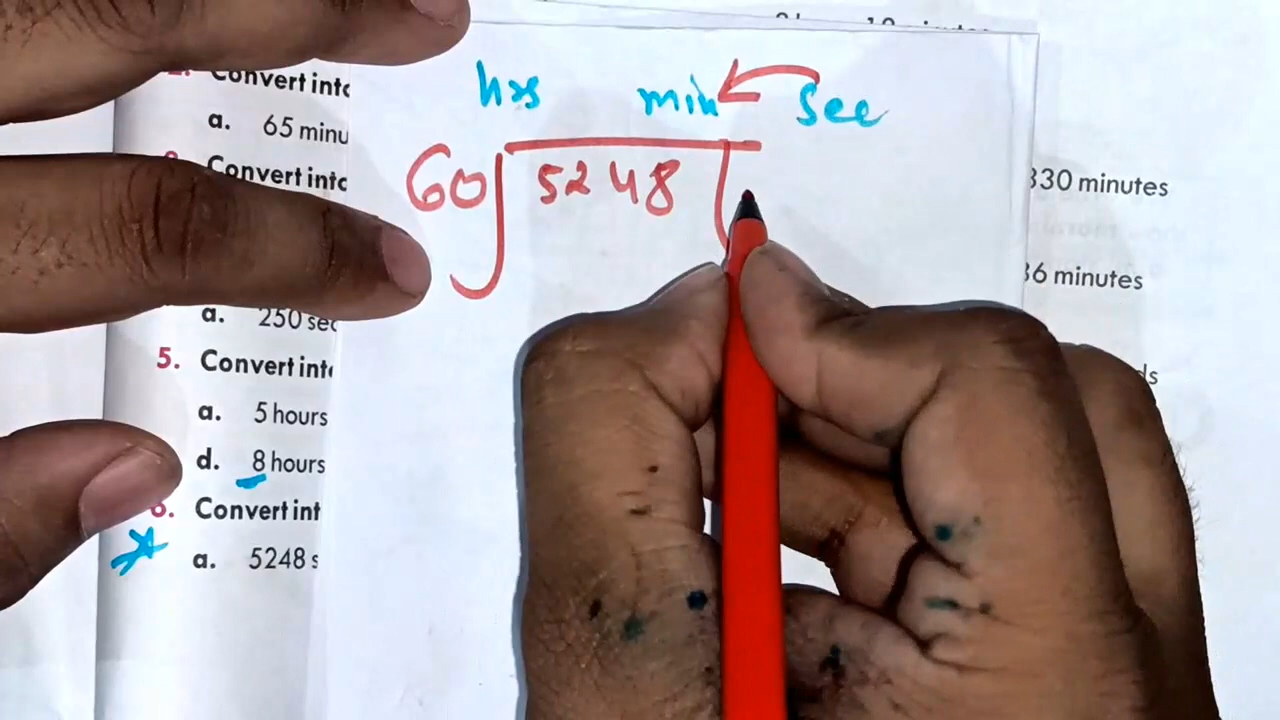 2. Convert into
a. 65 minu
Convert into
330 minutes
36 minutes
a. 250 sec
5. Convert into
a. 5 hours
d. 8 hours
6. Convert int
a. 5248 s
hrs min sec
60 5248